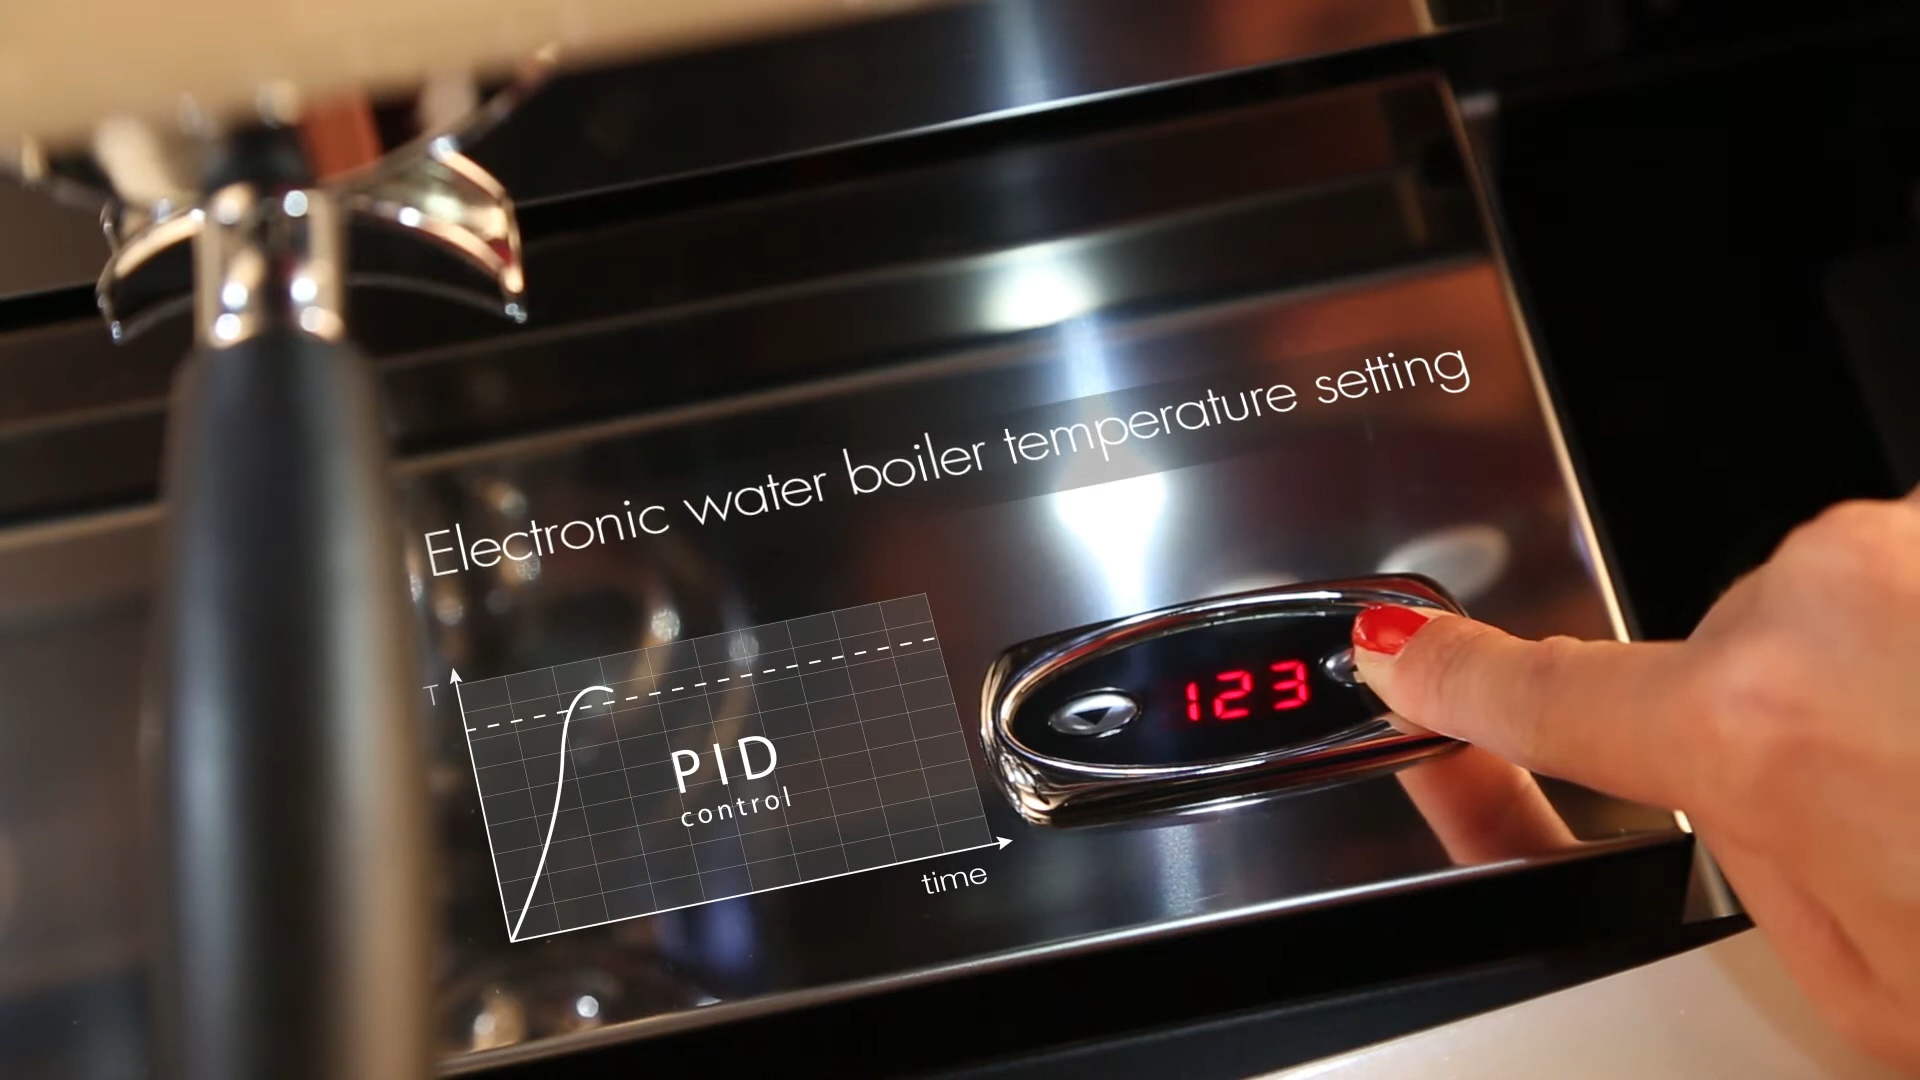 Electronic water boiler temperature setting
T
PID
control
time
123